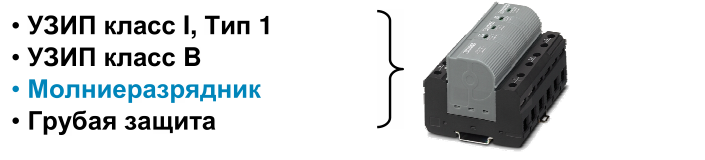 • УЗИП класс I, Тип 1
• УЗИП класс B
• Молниеразрядник
• Грубая защита